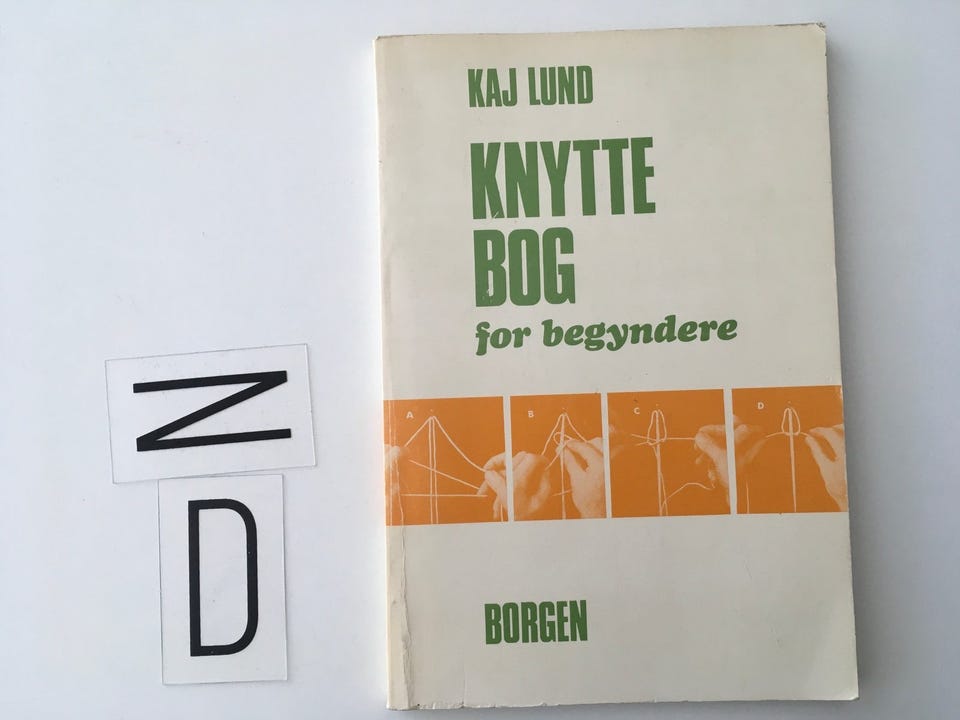 KAJ LUND
KNYTTE
BOG
for begyndere
A B C D
BORGEN
N
D